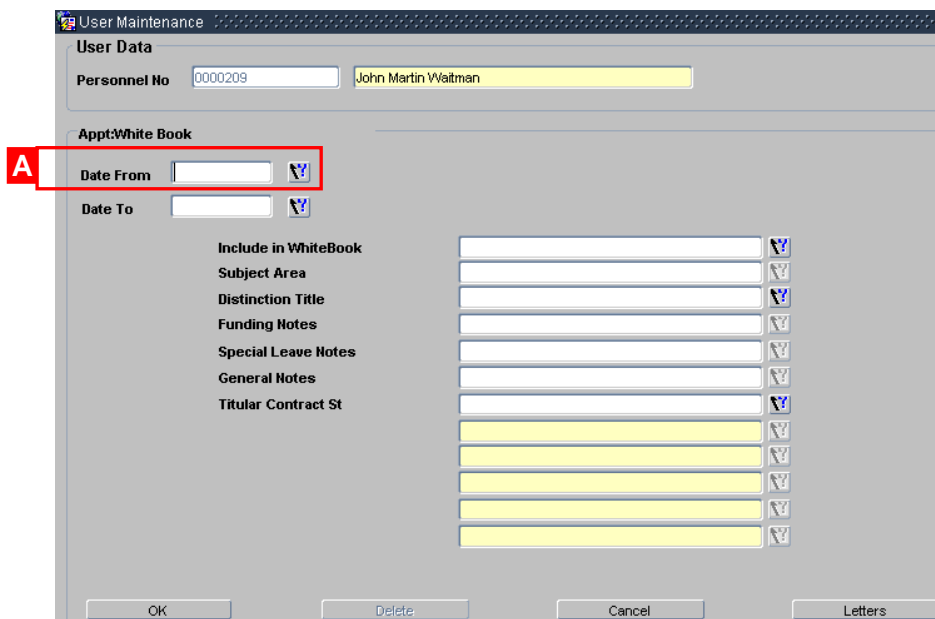 User Maintenance
User Data
Personnel No 0000209 John Martin Waitman
Appt:White Book
A
Date From
Date To
Include in WhiteBook
Subject Area
Distinction Title
Funding Notes
Special Leave Notes
General Notes
Titular Contract St
OK Delete Cancel Letters